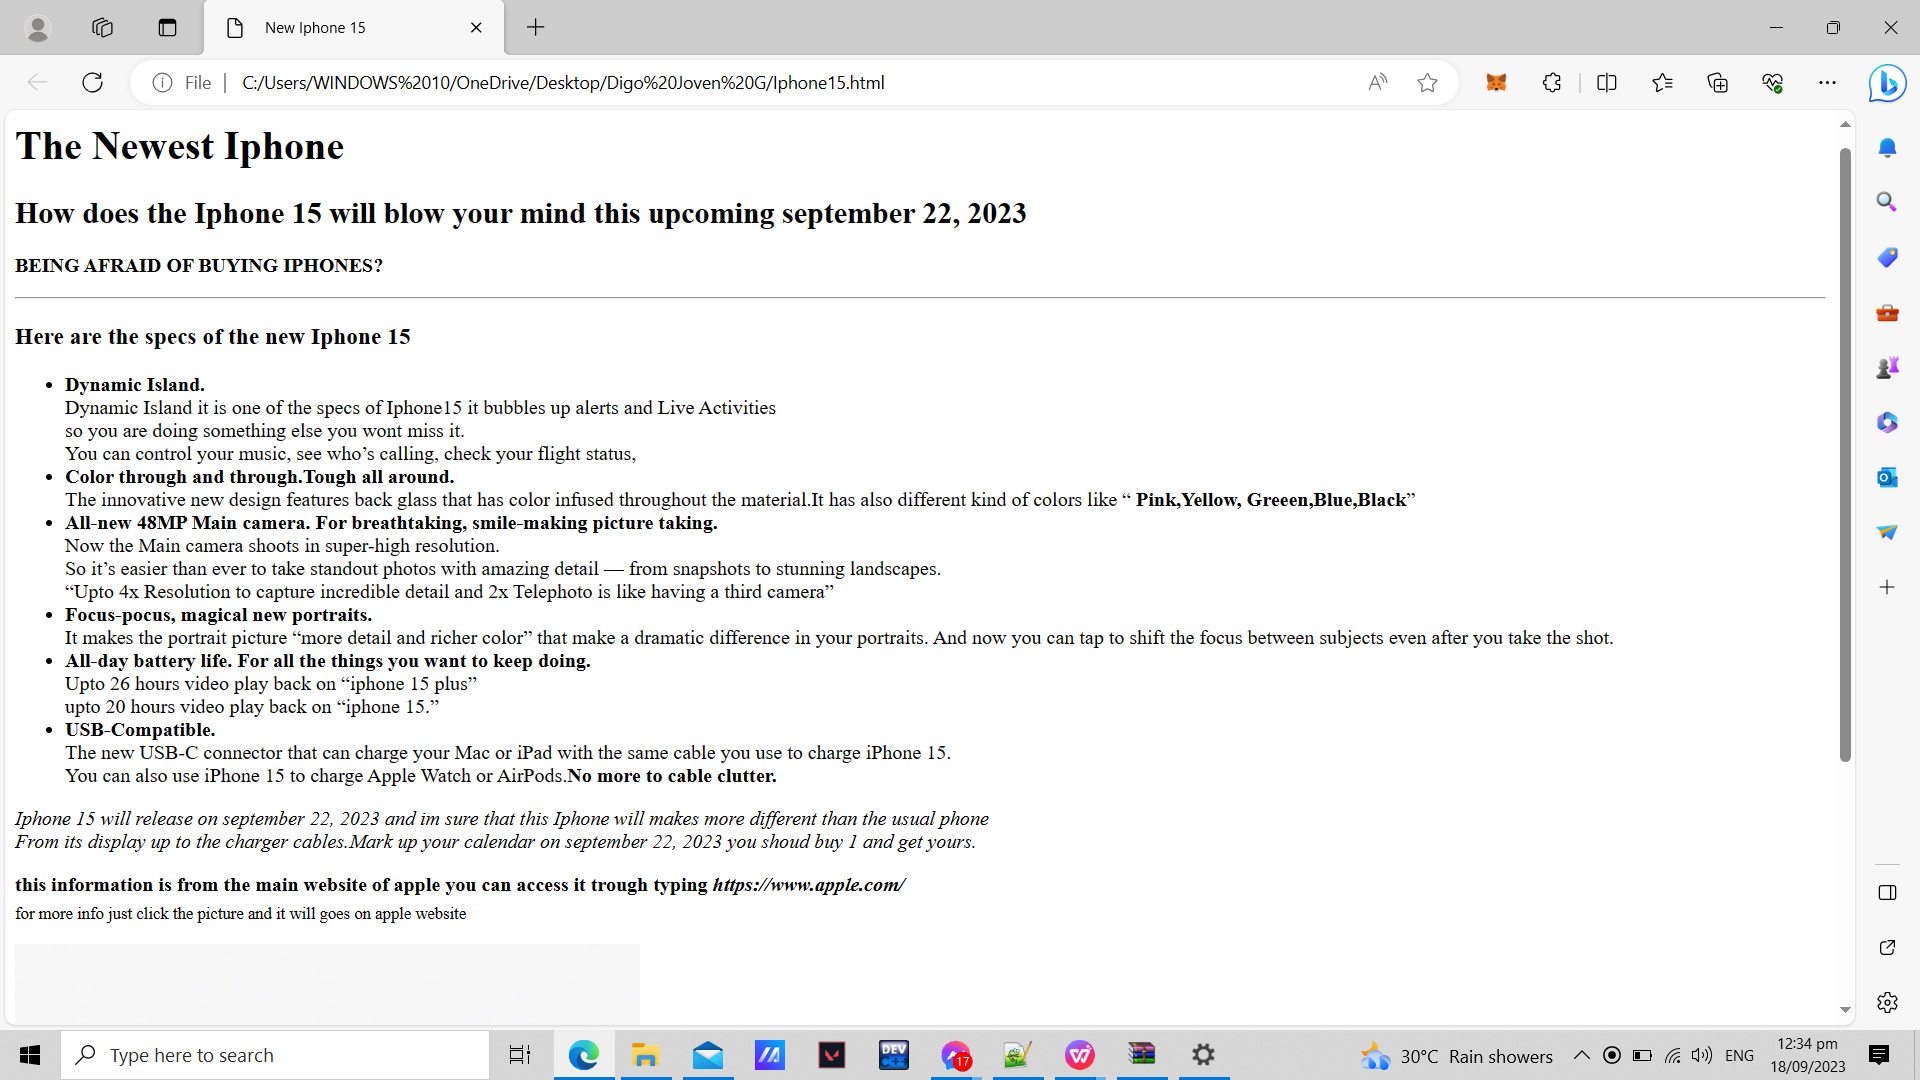 New Iphone 15
File
C:/Users/WINDOWS%2010/OneDrive/Desktop/Digo%20Joven%20G/Iphone15.html
The Newest Iphone
How does the Iphone 15 will blow your mind this upcoming september 22, 2023
BEING AFRAID OF BUYING IPHONES?
Here are the specs of the new Iphone 15
• Dynamic Island.
Dynamic Island it is one of the specs of Iphone15 it bubbles up alerts and Live Activities
so you are doing something else you wont miss it.
You can control your music, see who’s calling, check your flight status,
• Color through and through.Tough all around.
The innovative new design features back glass that has color infused throughout the material.It has also different kind of colors like “ Pink,Yellow, Greeen,Blue,Black”
• All-new 48MP Main camera. For breathtaking, smile-making picture taking.
Now the Main camera shoots in super-high resolution.
So it’s easier than ever to take standout photos with amazing detail — from snapshots to stunning landscapes.
“Upto 4x Resolution to capture incredible detail and 2x Telephoto is like having a third camera”
• Focus-pocus, magical new portraits.
It makes the portrait picture “more detail and richer color” that make a dramatic difference in your portraits. And now you can tap to shift the focus between subjects even after you take the shot.
• All-day battery life. For all the things you want to keep doing.
Upto 26 hours video play back on “iphone 15 plus”
upto 20 hours video play back on “iphone 15.”
• USB-Compatible.
The new USB-C connector that can charge your Mac or iPad with the same cable you use to charge iPhone 15.
You can also use iPhone 15 to charge Apple Watch or AirPods.No more to cable clutter.
Iphone 15 will release on september 22, 2023 and im sure that this Iphone will makes more different than the usual phone
From its display up to the charger cables.Mark up your calendar on september 22, 2023 you shoud buy 1 and get yours.
this information is from the main website of apple you can access it trough typing https://www.apple.com/
for more info just click the picture and it will goes on apple website
Type here to search
DEV
C++
17
30°C Rain showers
ENG
12:34 pm
18/09/2023